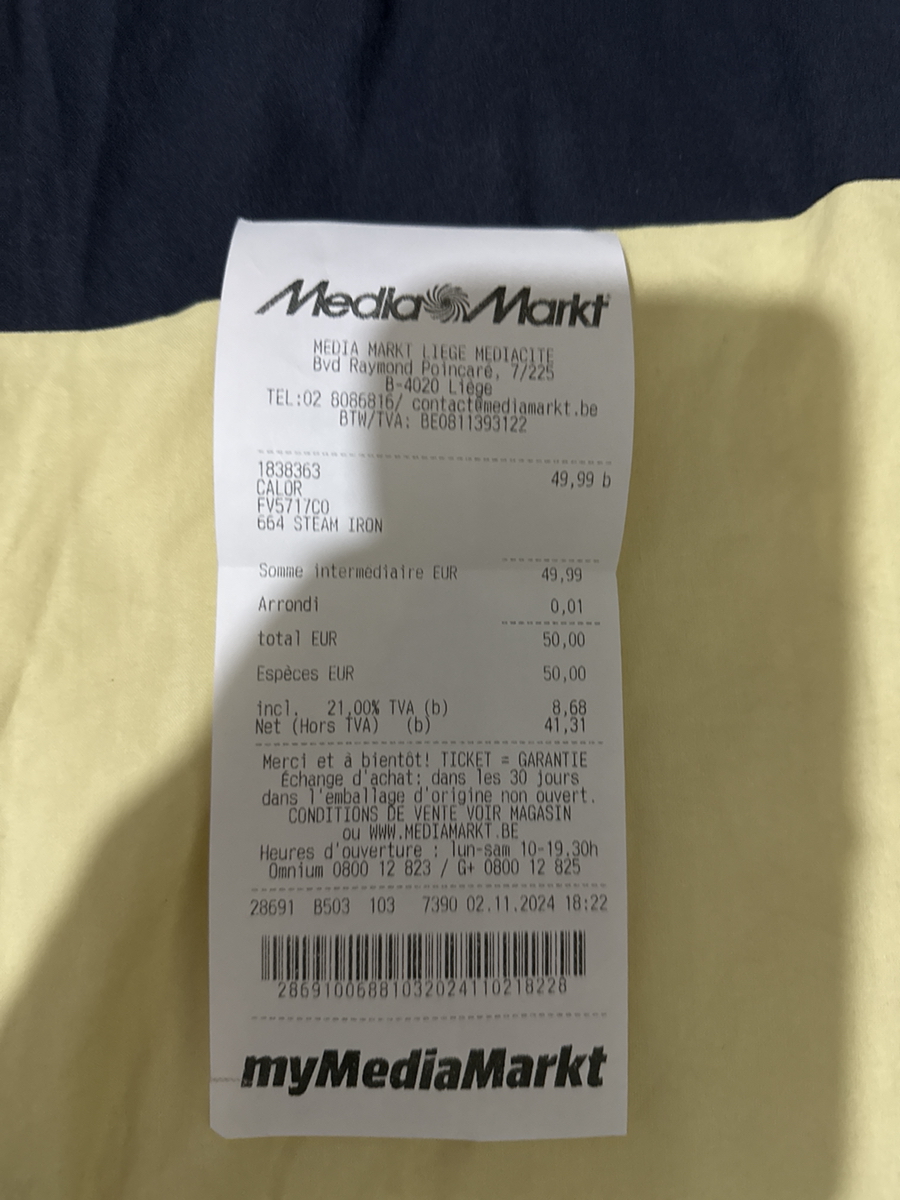 Media Markt
MEDIA MARKT LIEGE MEDIACITE
Bvd Raymond Poincaré, 7/225
B-4020 Liège
TEL:02 8086816/ contact@mediamarkt.be
BTW/TVA: BE0811393122
1838363
CALOR 49,99 b
FV5717C0
664 STEAM IRON
Somme intermediaire EUR 49,99
Arrondi 0,01
total EUR 50,00
Espèces EUR 50,00
incl. 21,00% TVA (b) 8,68
Net (Hors TVA) (b) 41,31
Merci et à bientôt! TICKET = GARANTIE
Échange d'achat: dans les 30 jours
dans l'emballage d'origine non ouvert.
CONDITIONS DE VENTE VOIR MAGASIN
ou WWW.MEDIAMARKT.BE
Heures d'ouverture : lun-sam 10-19.30h
Omnium 0800 12 823 / G+ 0800 12 825
28691 B503 103 7390 02.11.2024 18:22
28691006881032024110218228
myMediaMarkt